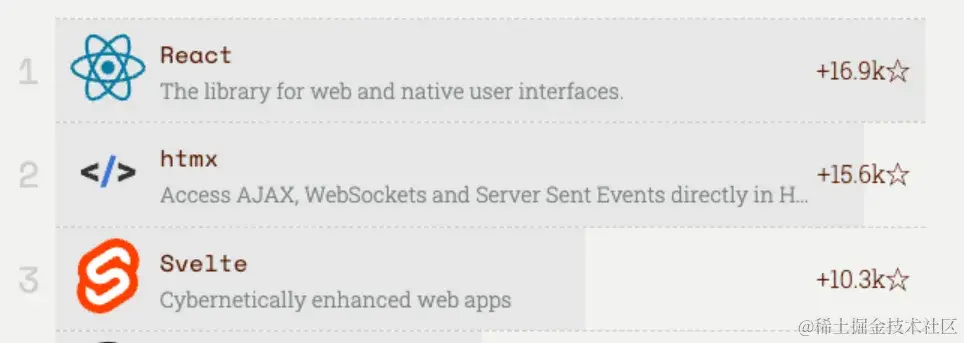 1
React
+16.9k☆
The library for web and native user interfaces.
2
</>
htmx
+15.6k☆
Access AJAX, WebSockets and Server Sent Events directly in H...
3
Svelte
+10.3k☆
Cybernetically enhanced web apps
@稀土掘金技术社区